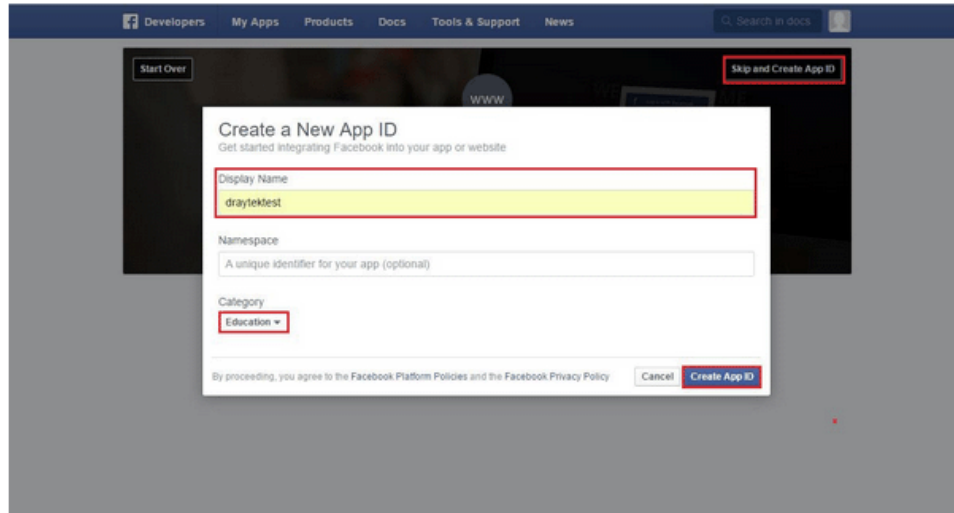 Developers My Apps Products Docs Tools & Support News Search in docs
Start Over Skip and Create App ID
www
Create a New App ID
Get started integrating Facebook into your app or website
Display Name
draytektest
Namespace
A unique identifier for your app (optional)
Category
Education
By proceeding, you agree to the Facebook Platform Policies and the Facebook Privacy Policy Cancel Create App ID
x